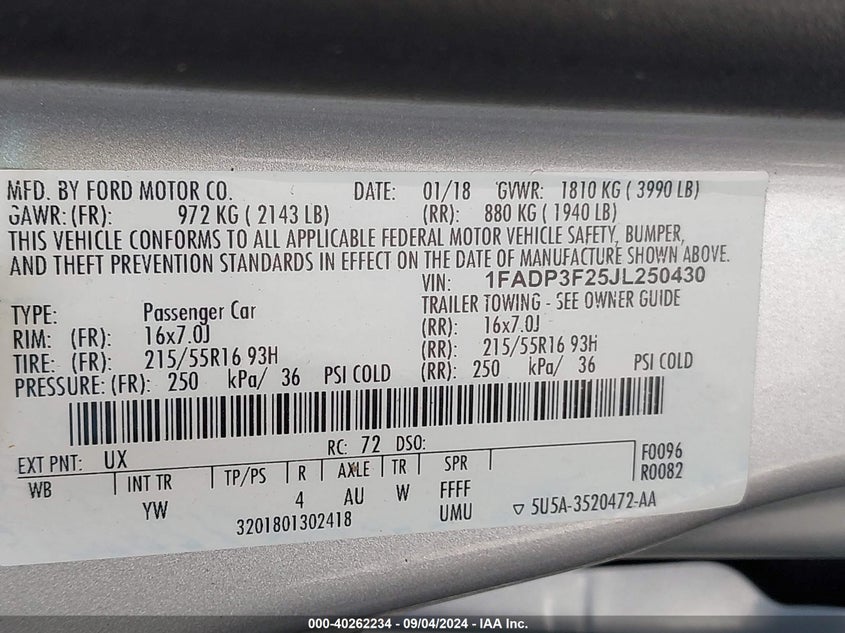 MFD. BY FORD MOTOR CO. DATE: 01/18 GVWR: 1810 KG ( 3990 LB)
GAWR: (FR): 972 KG ( 2143 LB) (RR): 880 KG ( 1940 LB)
THIS VEHICLE CONFORMS TO ALL APPLICABLE FEDERAL MOTOR VEHICLE SAFETY, BUMPER,
AND THEFT PREVENTION STANDARDS IN EFFECT ON THE DATE OF MANUFACTURE SHOWN ABOVE.
VIN: 1FADP3F25JL250430
TYPE: Passenger Car TRAILER TOWING - SEE OWNER GUIDE
RIM: (FR): 16x7.0J (RR): 16x7.0J
TIRE: (FR): 215/55R16 93H (RR): 215/55R16 93H
PRESSURE: (FR): 250 kPa/ 36 PSI COLD (RR): 250 kPa/ 36 PSI COLD
EXT PNT: UX RC: 72 DSO: F0096
WB INT TR TP/PS R AXLE TR SPR R0082
YW 4 AU W FFFF
3201801302418 UMU ▽ 5U5A-3520472-AA
000-40262234 - 09/04/2024 - IAA Inc.